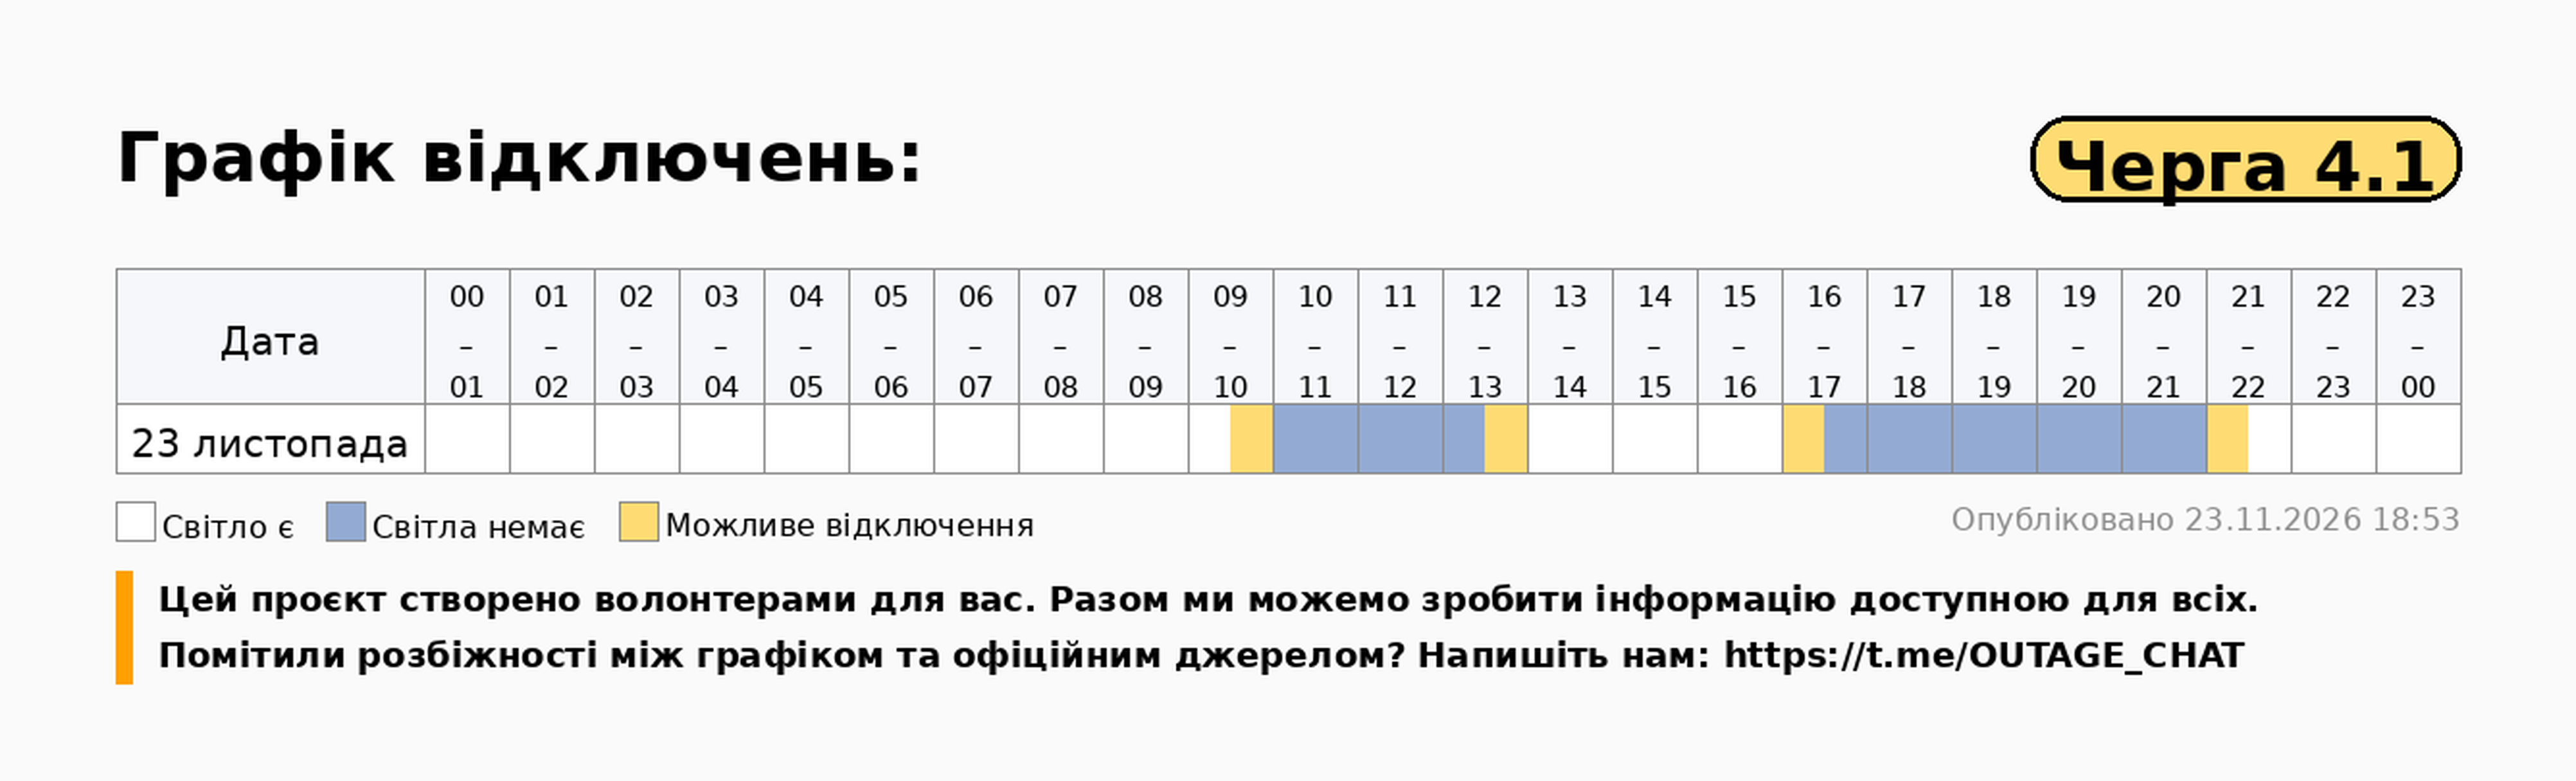 Графік відключень:
Черга 4.1
Дата
00 – 01
01 – 02
02 – 03
03 – 04
04 – 05
05 – 06
06 – 07
07 – 08
08 – 09
09 – 10
10 – 11
11 – 12
12 – 13
13 – 14
14 – 15
15 – 16
16 – 17
17 – 18
18 – 19
19 – 20
20 – 21
21 – 22
22 – 23
23 – 00
23 листопада
Світло є
Світла немає
Можливе відключення
Опубліковано 23.11.2026 18:53
Цей проєкт створено волонтерами для вас. Разом ми можемо зробити інформацію доступною для всіх.
Помітили розбіжності між графіком та офіційним джерелом? Напишіть нам: https://t.me/OUTAGE_CHAT